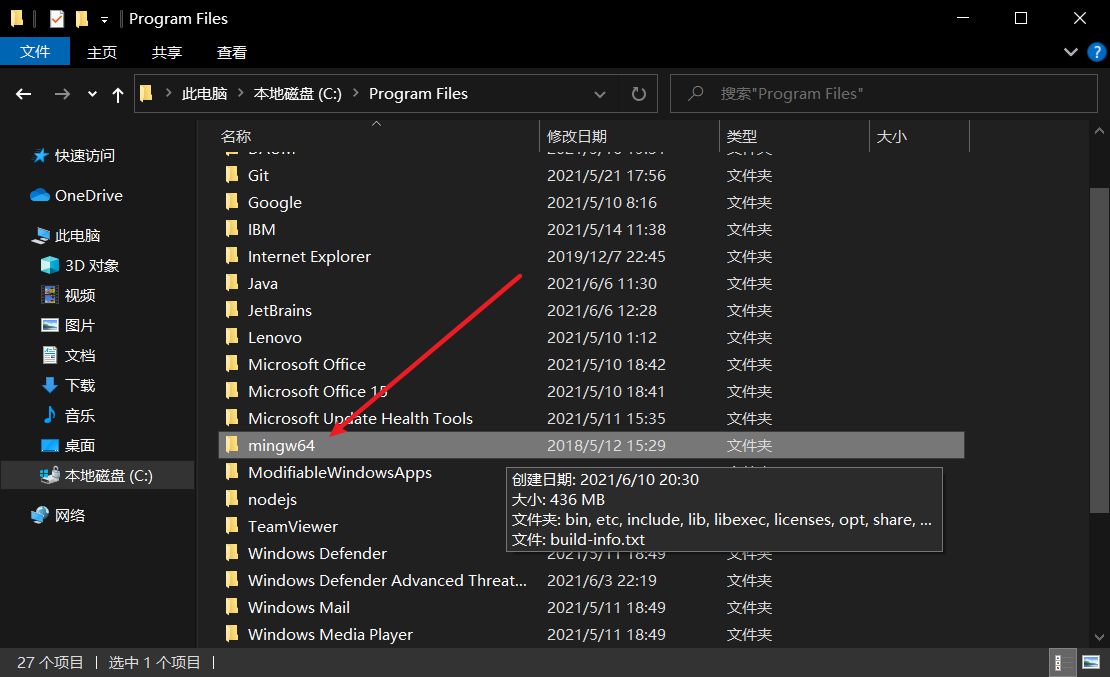 Program Files
文件 主页 共享 查看
此电脑 本地磁盘 (C:) Program Files 搜索"Program Files"
名称 修改日期 类型 大小
快速访问
OneDrive
此电脑
3D 对象
视频
图片
文档
下载
音乐
桌面
本地磁盘 (C:)
网络
Git 2021/5/21 17:56 文件夹
Google 2021/5/10 8:16 文件夹
IBM 2021/5/14 11:38 文件夹
Internet Explorer 2019/12/7 22:45 文件夹
Java 2021/6/6 11:30 文件夹
JetBrains 2021/6/6 12:28 文件夹
Lenovo 2021/5/10 1:12 文件夹
Microsoft Office 2021/5/10 18:42 文件夹
Microsoft Office 15 2021/5/10 18:41 文件夹
Microsoft Update Health Tools 2021/5/11 15:35 文件夹
mingw64 2018/5/12 15:29 文件夹
ModifiableWindowsApps
nodejs
TeamViewer
创建日期: 2021/6/10 20:30
大小: 436 MB
文件夹: bin, etc, include, lib, libexec, licenses, opt, share, ...
文件: build-info.txt
Windows Defender 2021/5/11 18:49 文件夹
Windows Defender Advanced Threat... 2021/6/3 22:19 文件夹
Windows Mail 2021/5/11 18:49 文件夹
Windows Media Player 2021/5/11 18:49 文件夹
27 个项目 选中 1 个项目